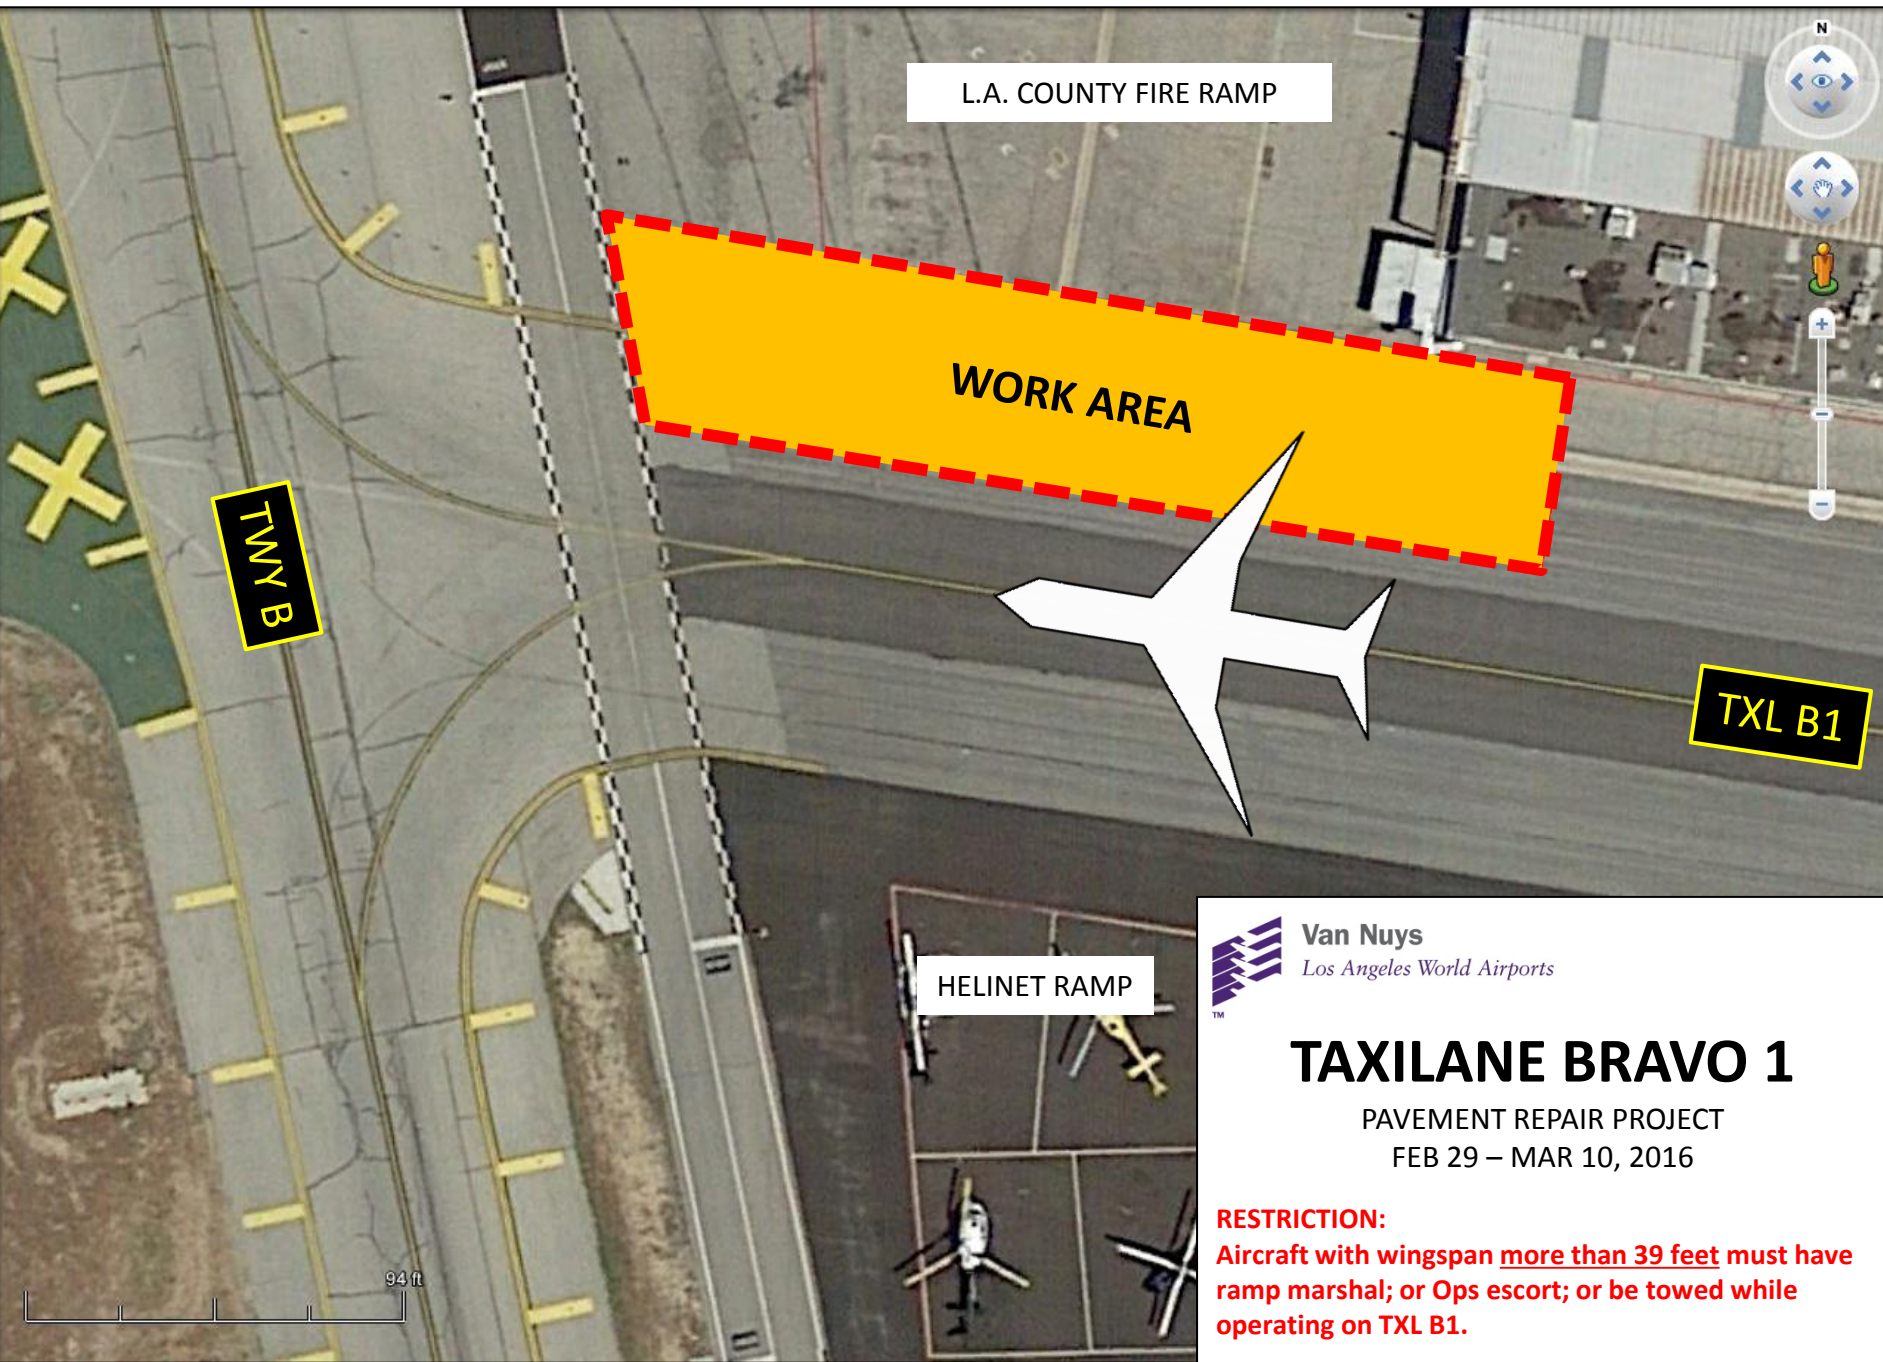 N
L.A. COUNTY FIRE RAMP
WORK AREA
TWY B
TXL B1
HELINET RAMP
94 ft
Van Nuys
Los Angeles World Airports
TM
TAXILANE BRAVO 1
PAVEMENT REPAIR PROJECT
FEB 29 – MAR 10, 2016
RESTRICTION:
Aircraft with wingspan more than 39 feet must have
ramp marshal; or Ops escort; or be towed while
operating on TXL B1.